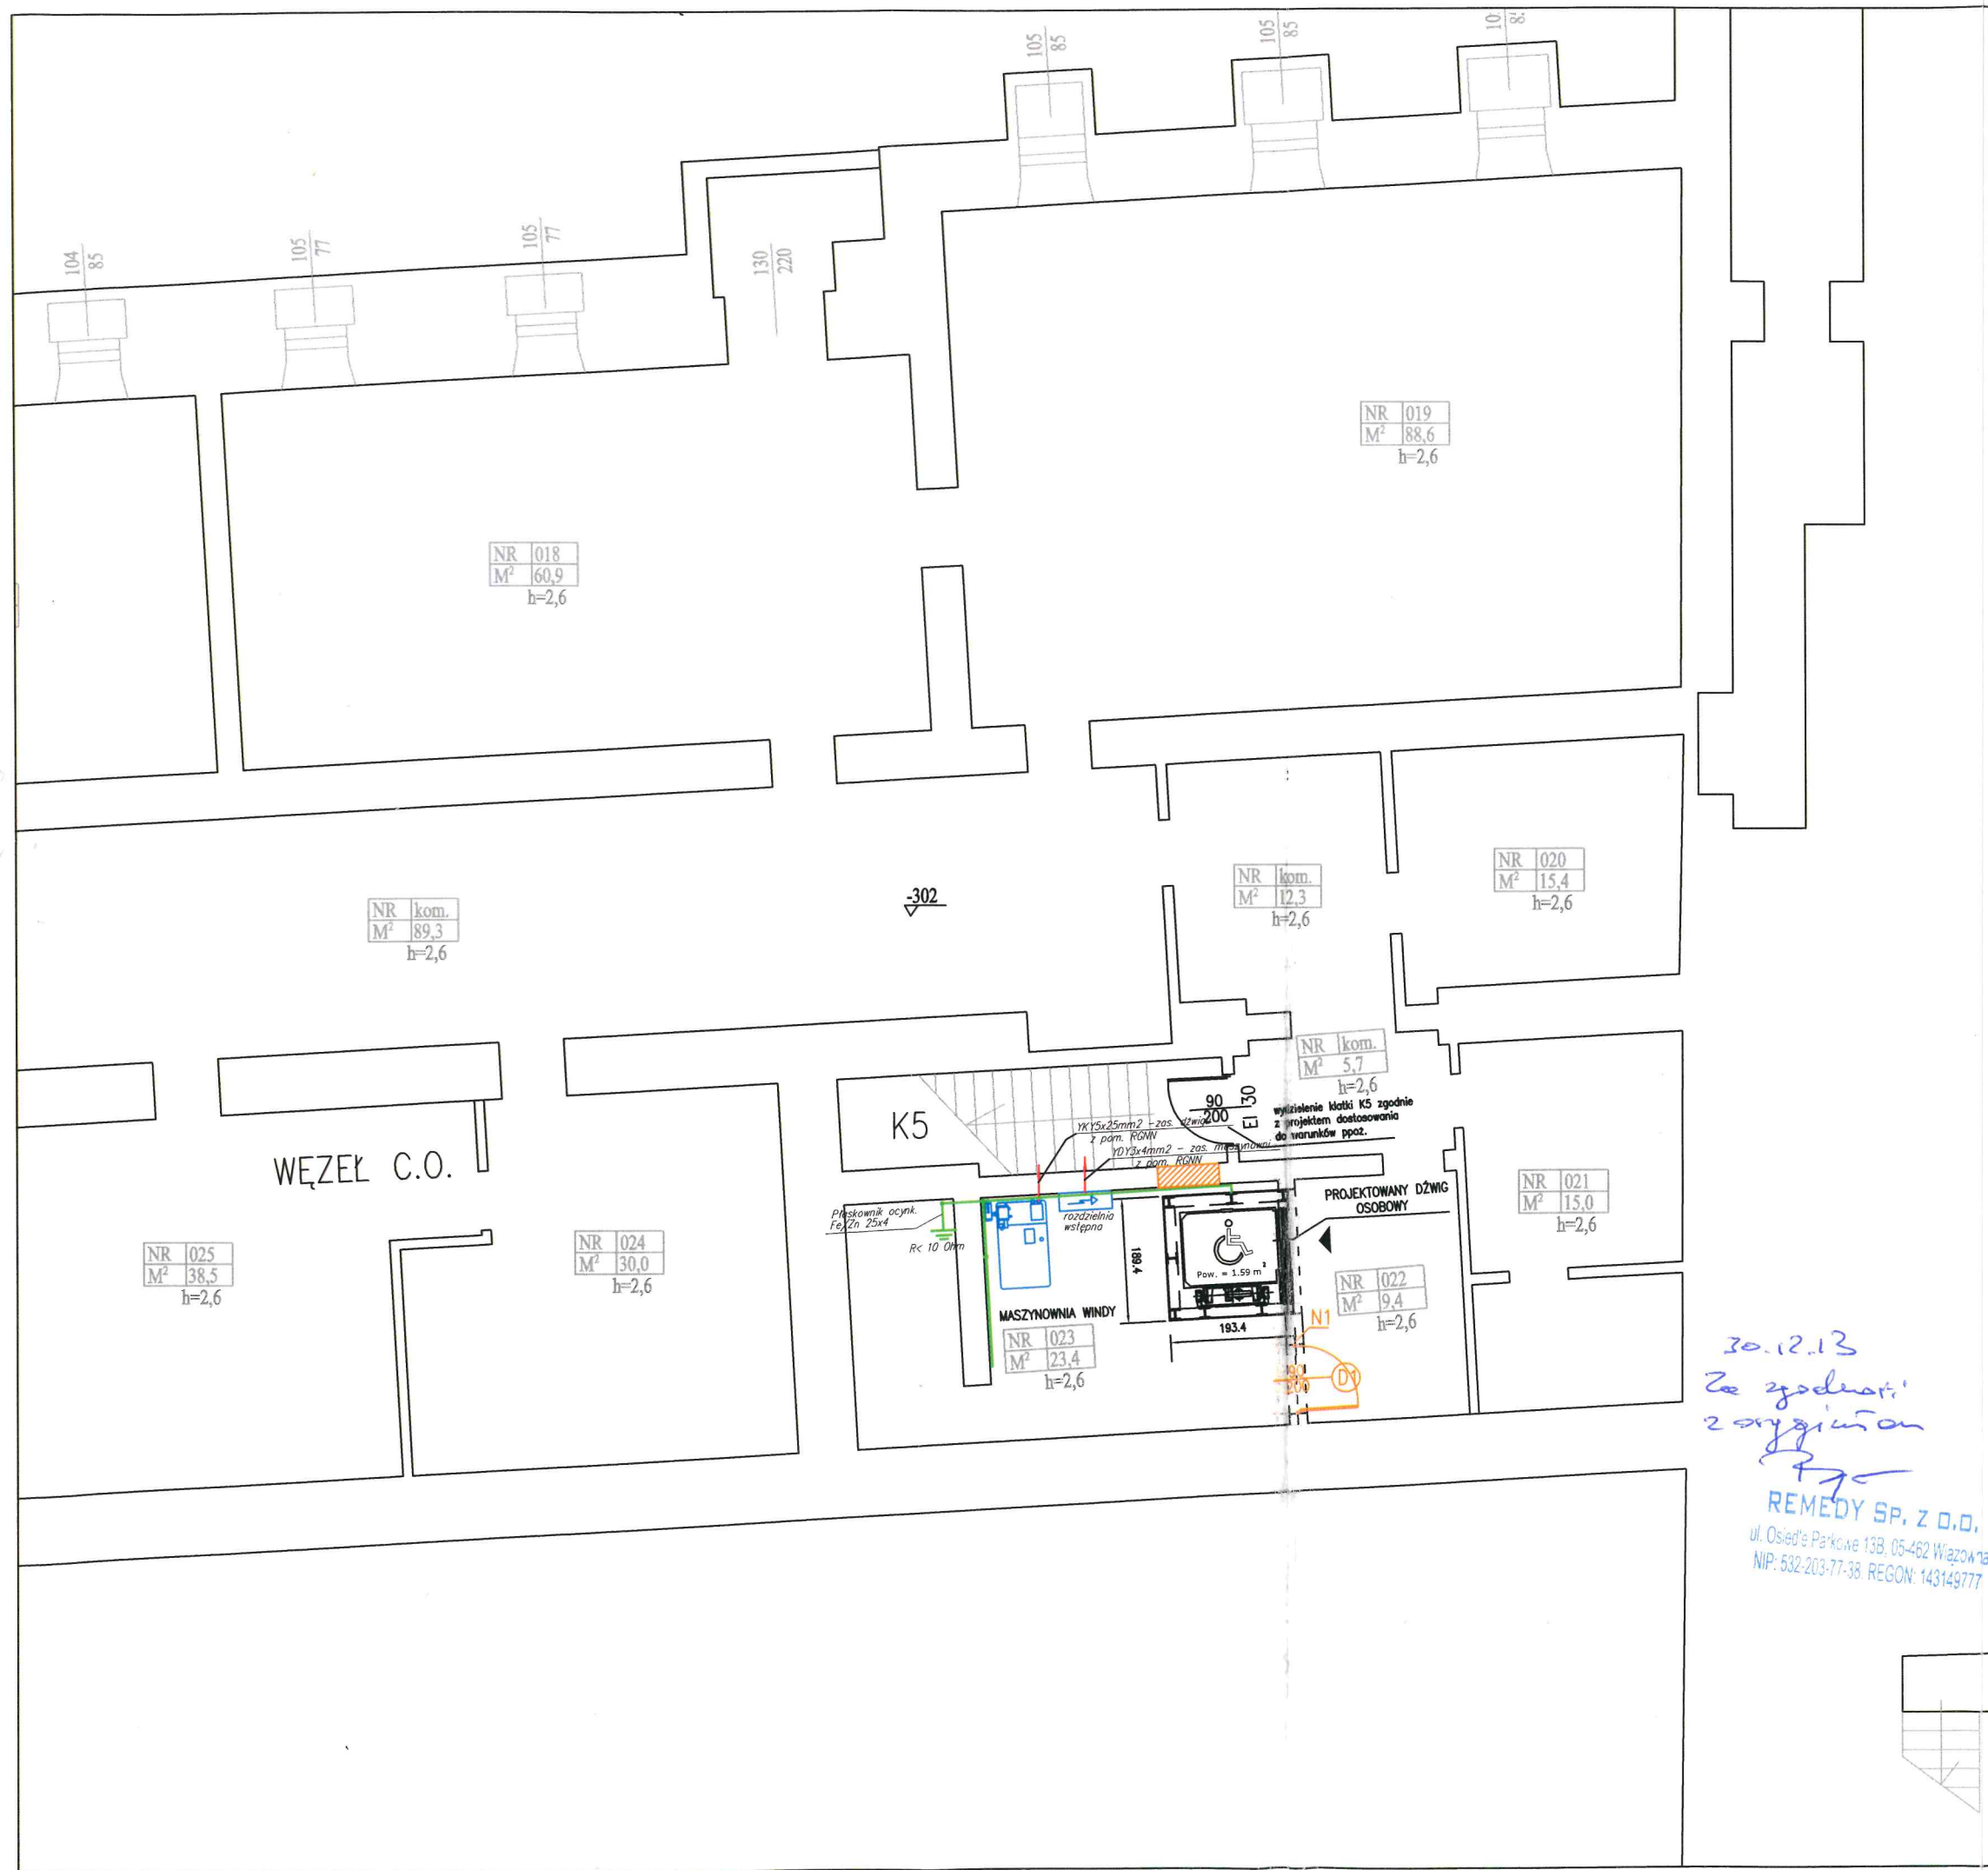 105
85
105
85
10
8
104
85
105
77
105
77
130
220
NR 019
M² 88,6
h=2,6
NR 018
M² 60,9
h=2,6
NR kom.
M² 89,3
h=2,6
-302
NR kom.
M² 12,3
h=2,6
NR 020
M² 15,4
h=2,6
NR kom.
M² 5,7
h=2,6
K5
90
200
EI 30
wydzielenie klatki K5 zgodnie
z projektem dostosowania
do warunków ppoż.
YKY5x25mm2 - zas. dźwigu
z pom. RGNN
YDY3x4mm2 - zas. maszynowni
z pom. RGNN
WĘZEŁ C.O.
Płaskownik ocynk.
Fe/Zn 25x4
R< 10 Ohm
rozdzielnia
wstępna
189.4
Pow. = 1.59 m²
PROJEKTOWANY DŹWIG
OSOBOWY
NR 021
M² 15,0
h=2,6
NR 025
M² 38,5
h=2,6
NR 024
M² 30,0
h=2,6
MASZYNOWNIA WINDY
NR 023
M² 23,4
h=2,6
193.4
NR 022
M² 9,4
h=2,6
N1
90
200
D1
30.12.13
Za zgodność
z oryginałem
REMEDY SP. Z O.O.
ul. Osiedle Parkowe 13B, 05-462 Wiązowna
NIP: 532-203-77-38, REGON: 143149777